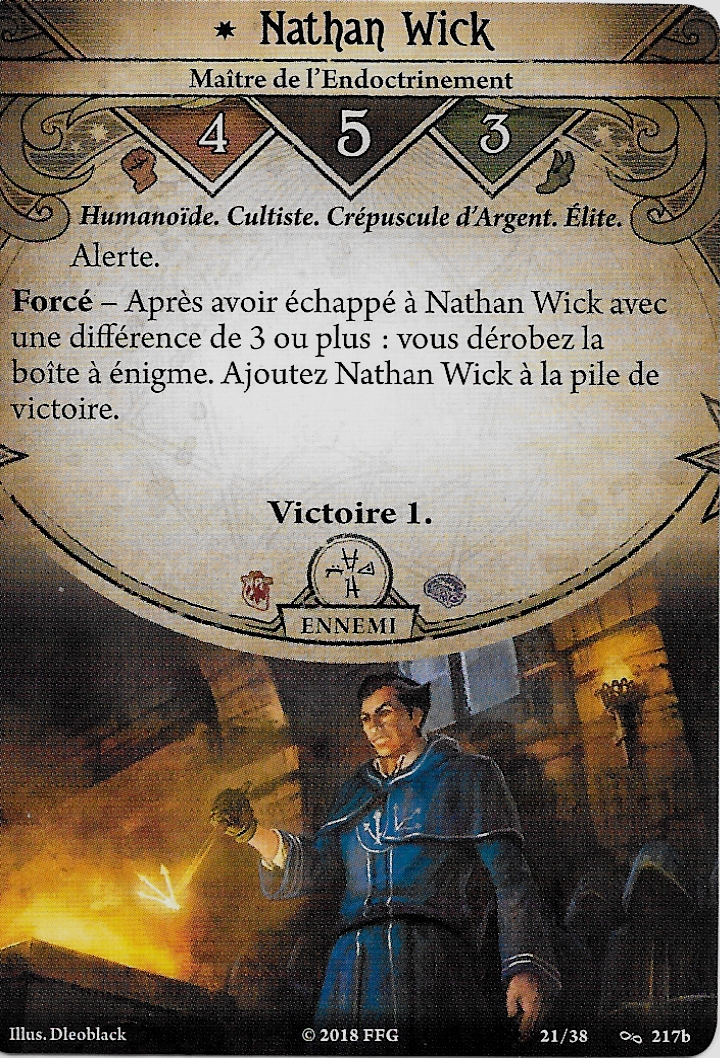 Nathan Wick
Maître de l'Endoctrinement
4 5 3
Humanoïde. Cultiste. Crépuscule d'Argent. Élite.
Alerte.
Forcé – Après avoir échappé à Nathan Wick avec
une différence de 3 ou plus : vous dérobez la
boîte à énigme. Ajoutez Nathan Wick à la pile de
victoire.
Victoire 1.
ENNEMI
Illus. Dleoblack © 2018 FFG 21/38 217b